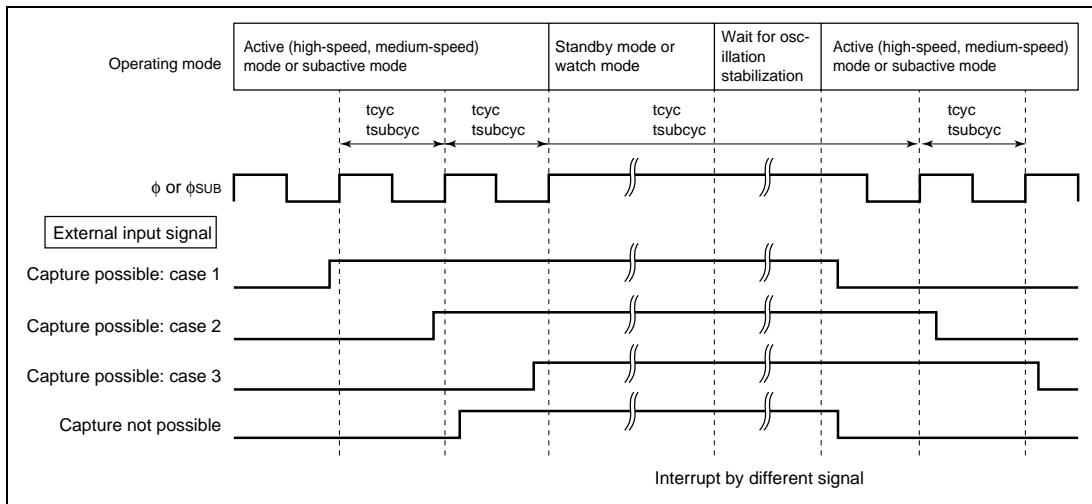 Operating mode
Active (high-speed, medium-speed)
mode or subactive mode
Standby mode or
watch mode
Wait for osc-
illation
stabilization
Active (high-speed, medium-speed)
mode or subactive mode
tcyc
tsubcyc
tcyc
tsubcyc
tcyc
tsubcyc
tcyc
tsubcyc
φ or φSUB
External input signal
Capture possible: case 1
Capture possible: case 2
Capture possible: case 3
Capture not possible
Interrupt by different signal